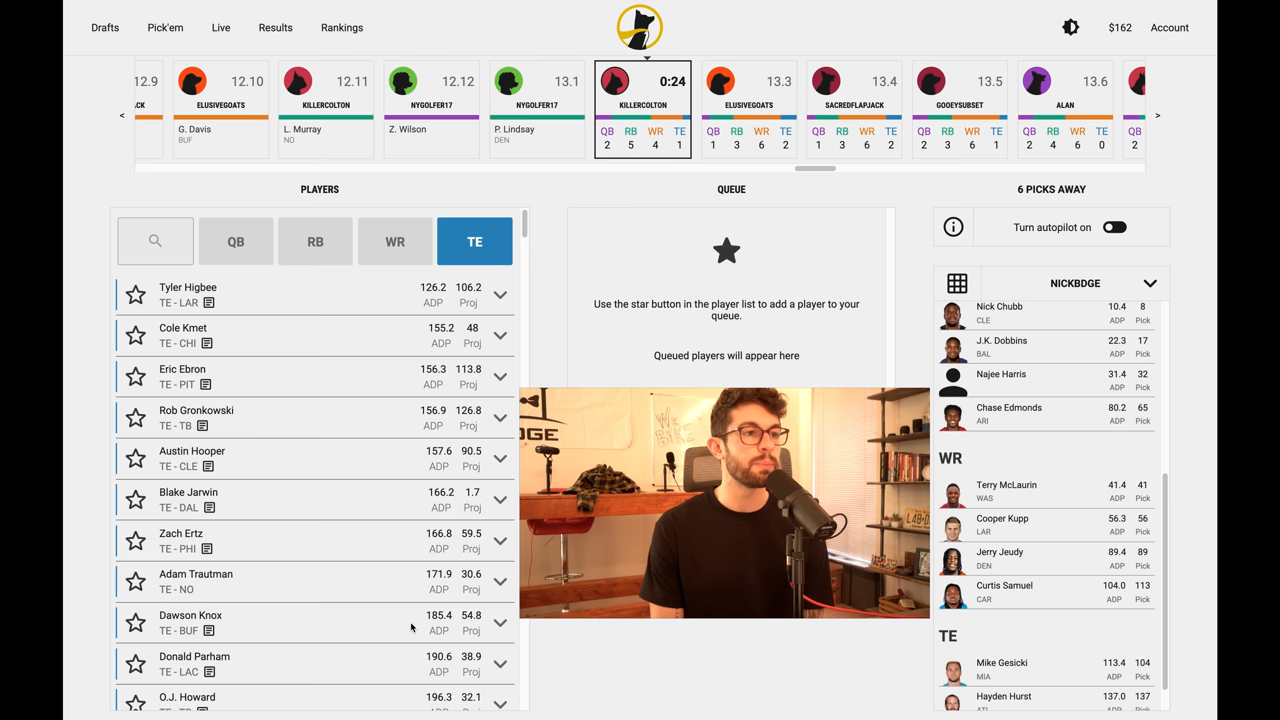 Drafts Pick'em Live Results Rankings $162 Account
12.9 12.10 12.11 12.12 13.1 0:24 13.3 13.4 13.5 13.6
ACK ELUSIVEGOATS KILLERCOLTON NYGOLFER17 NYGOLFER17 KILLERCOLTON ELUSIVEGOATS SACREDFLAPJACK GOOEYSUBSET ALAN
G. Davis L. Murray Z. Wilson P. Lindsay QB RB WR TE QB RB WR TE QB RB WR TE QB RB WR TE QB RB WR TE QB
BUF NO DEN
2 5 4 1 1 3 6 2 1 3 6 2 2 3 6 1 2 4 6 0 2
< >
PLAYERS QUEUE 6 PICKS AWAY
QB RB WR TE
Turn autopilot on
Tyler Higbee 126.2 106.2
TE - LAR ADP Proj
Cole Kmet 155.2 48
TE - CHI ADP Proj
Eric Ebron 156.3 113.8
TE - PIT ADP Proj
Rob Gronkowski 156.9 126.8
TE - TB ADP Proj
Austin Hooper 157.6 90.5
TE - CLE ADP Proj
Blake Jarwin 166.2 1.7
TE - DAL ADP Proj
Zach Ertz 166.8 59.5
TE - PHI ADP Proj
Adam Trautman 171.9 30.6
TE - NO ADP Proj
Dawson Knox 185.4 54.8
TE - BUF ADP Proj
Donald Parham 190.6 38.9
TE - LAC ADP Proj
O.J. Howard 196.3 32.1
Use the star button in the player list to add a player to your
queue.
Queued players will appear here
DGE
WE
BIKE
NICKBDGE
Nick Chubb 10.4 8
CLE ADP Pick
J.K. Dobbins 22.3 17
BAL ADP Pick
Najee Harris 31.4 32
ADP Pick
Chase Edmonds 80.2 65
ARI ADP Pick
WR
Terry McLaurin 41.4 41
WAS ADP Pick
Cooper Kupp 56.3 56
LAR ADP Pick
Jerry Jeudy 89.4 89
DEN ADP Pick
Curtis Samuel 104.0 113
CAR ADP Pick
TE
Mike Gesicki 113.4 104
MIA ADP Pick
Hayden Hurst 137.0 137
ATL ADP Pick